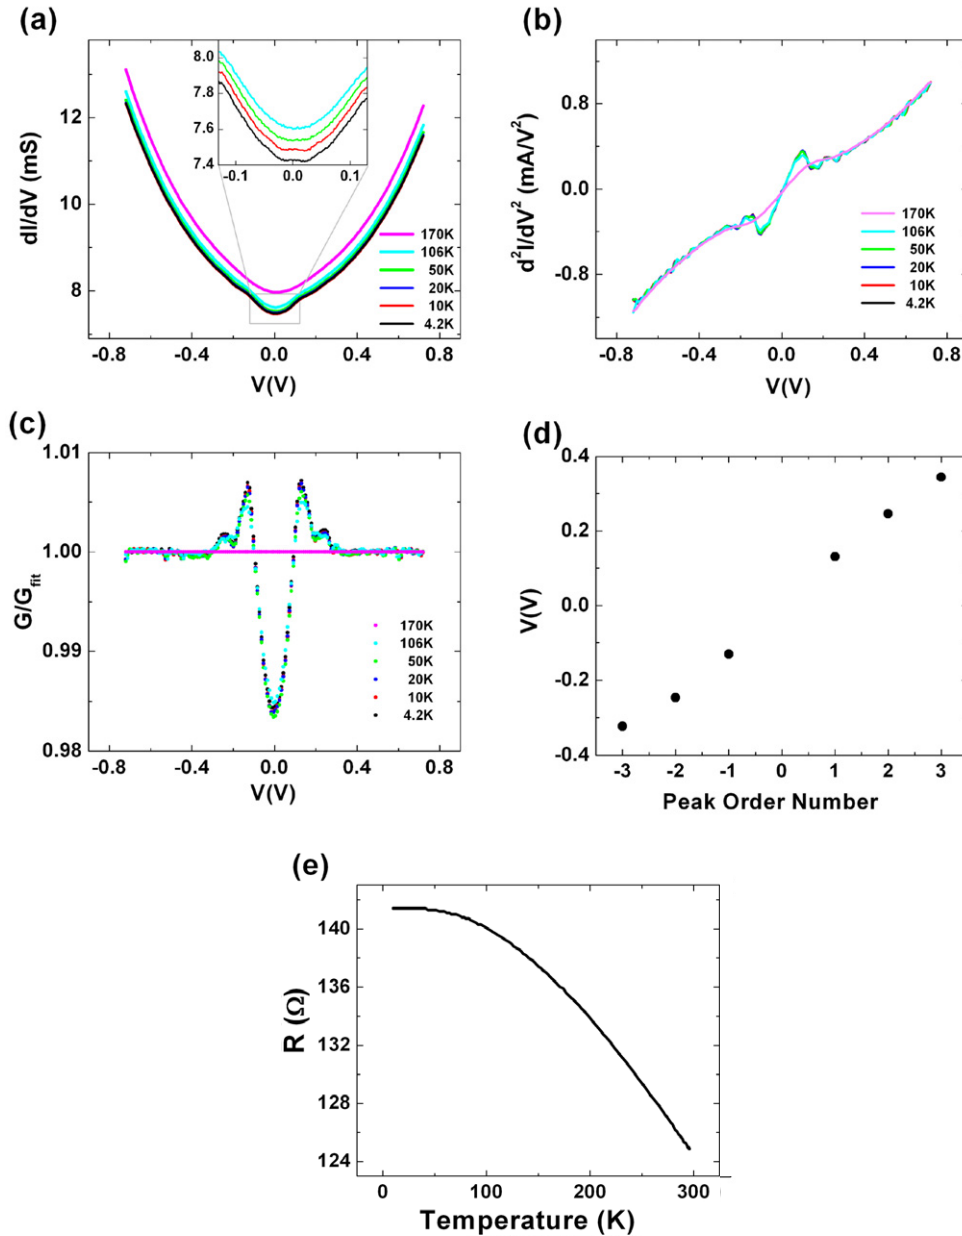 (a)
dI/dV (mS)
12
10
8
8.0
7.8
7.6
7.4
-0.1
0.0
0.1
170K
106K
50K
20K
10K
4.2K
-0.8
-0.4
0.0
0.4
0.8
V(V)
(b)
d²I/dV² (mA/V²)
0.8
0.0
-0.8
170K
106K
50K
20K
10K
4.2K
-0.8
-0.4
0.0
0.4
0.8
V(V)
(c)
G/Gfit
1.01
1.00
0.99
0.98
170K
106K
50K
20K
10K
4.2K
-0.8
-0.4
0.0
0.4
0.8
V(V)
(d)
V(V)
0.4
0.2
0.0
-0.2
-0.4
-3
-2
-1
0
1
2
3
Peak Order Number
(e)
R (Ω)
140
136
132
128
124
0
100
200
300
Temperature (K)